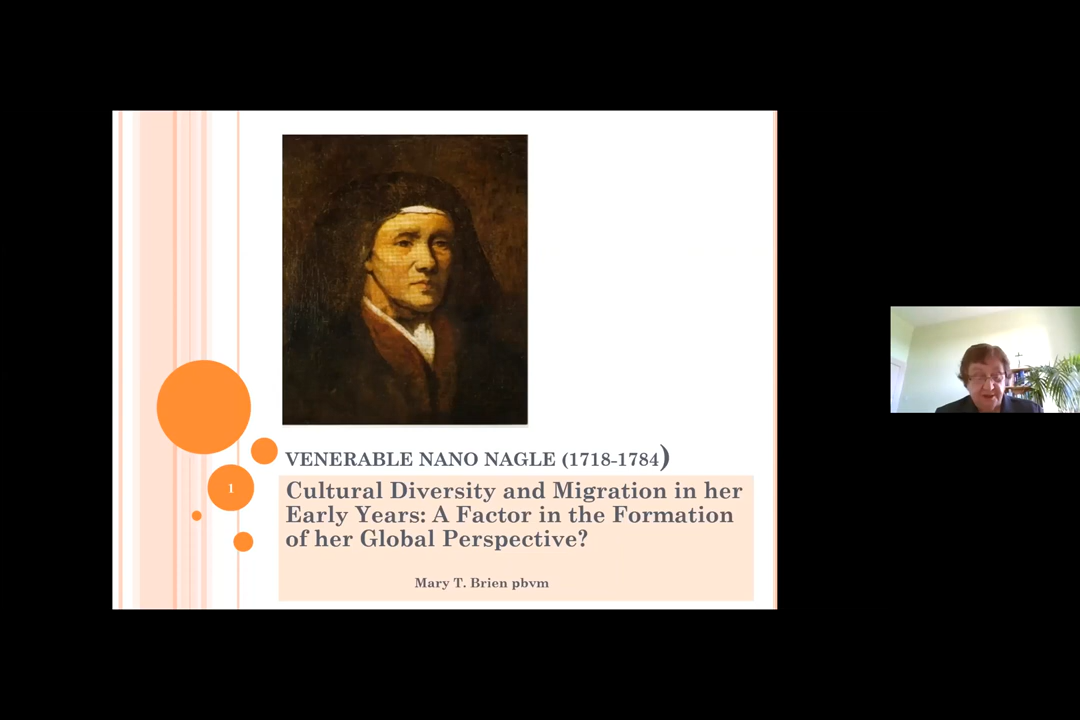 VENERABLE NANO NAGLE (1718-1784)
1
Cultural Diversity and Migration in her
Early Years: A Factor in the Formation
of her Global Perspective?
Mary T. Brien pbvm